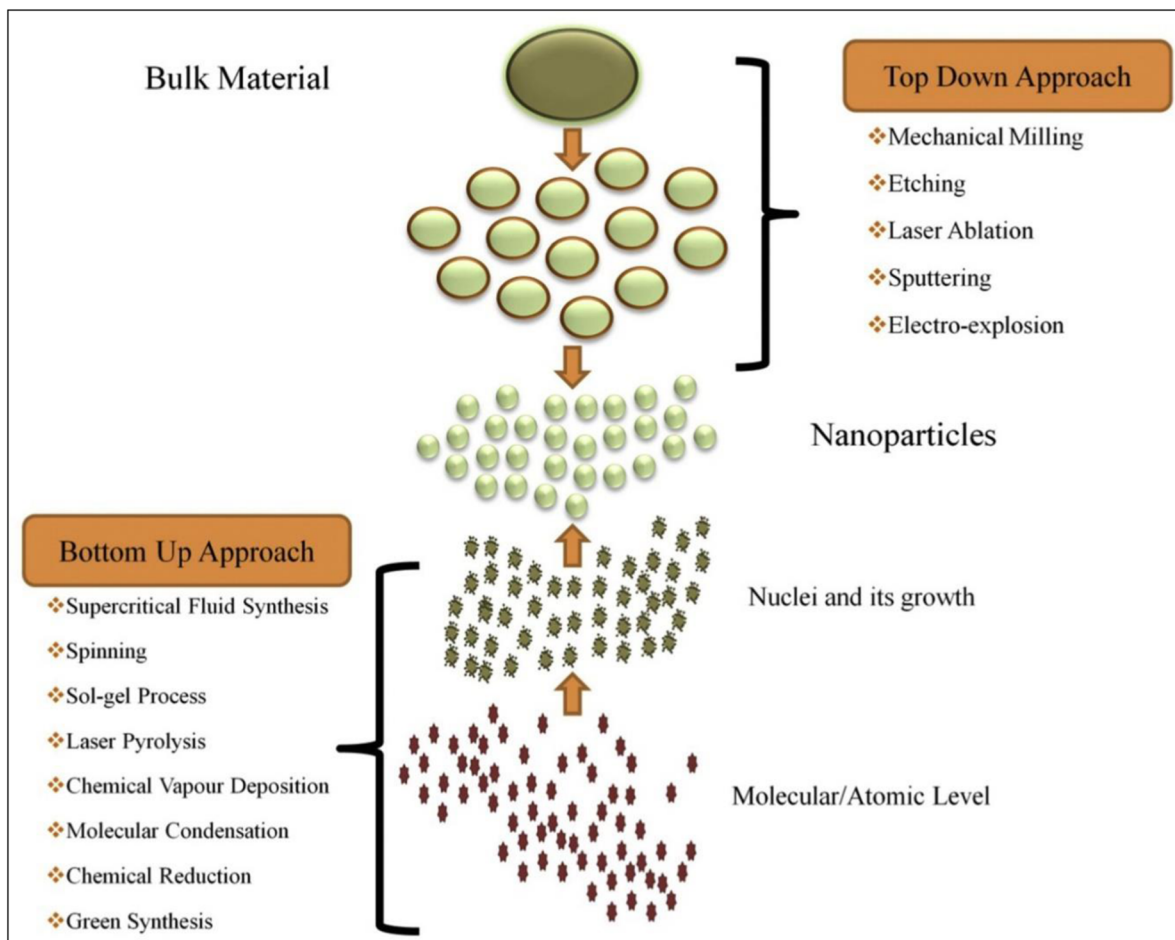 Bulk Material
Top Down Approach
❖Mechanical Milling
❖Etching
❖Laser Ablation
❖Sputtering
❖Electro-explosion
Nanoparticles
Bottom Up Approach
❖Supercritical Fluid Synthesis
❖Spinning
❖Sol-gel Process
❖Laser Pyrolysis
❖Chemical Vapour Deposition
❖Molecular Condensation
❖Chemical Reduction
❖Green Synthesis
Nuclei and its growth
Molecular/Atomic Level